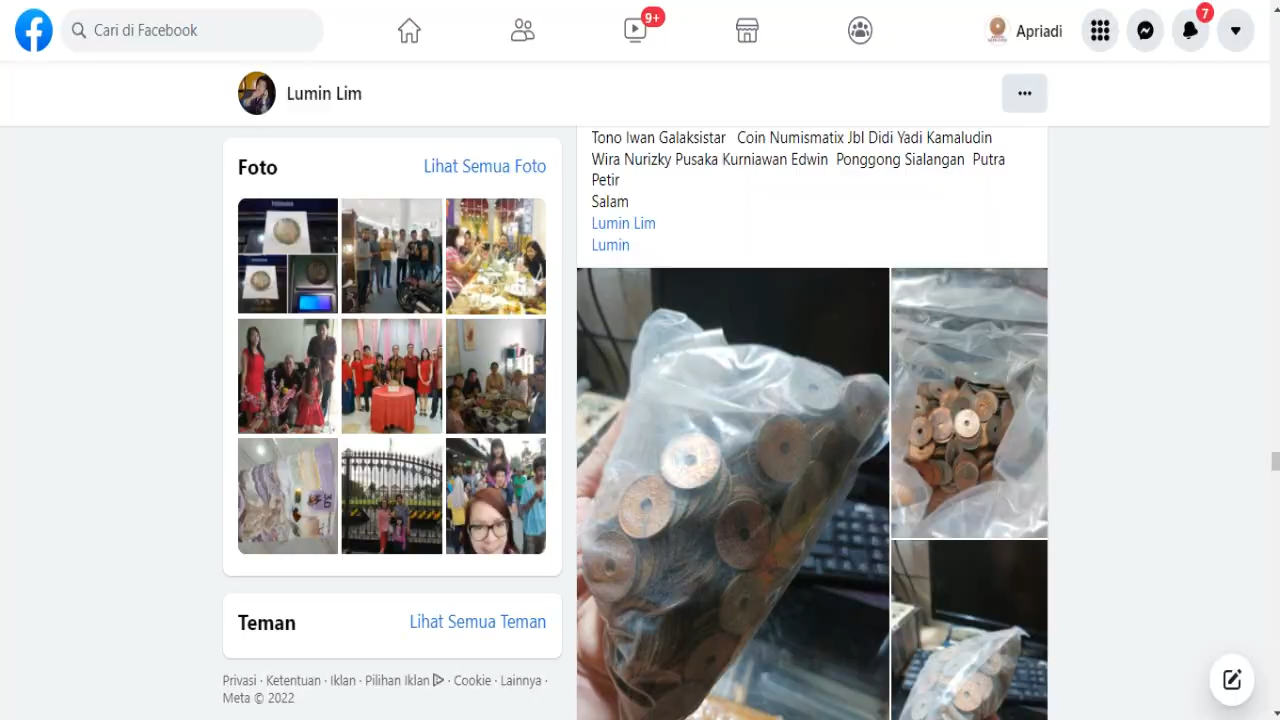 Cari di Facebook
9+
Apriadi
7
Lumin Lim
Foto
Lihat Semua Foto
Teman
Lihat Semua Teman
Privasi · Ketentuan · Iklan · Pilihan Iklan · Cookie · Lainnya ·
Meta © 2022
Tono Iwan Galaksistar Coin Numismatix Jbl Didi Yadi Kamaludin
Wira Nurizky Pusaka Kurniawan Edwin Ponggong Sialangan Putra
Petir
Salam
Lumin Lim
Lumin